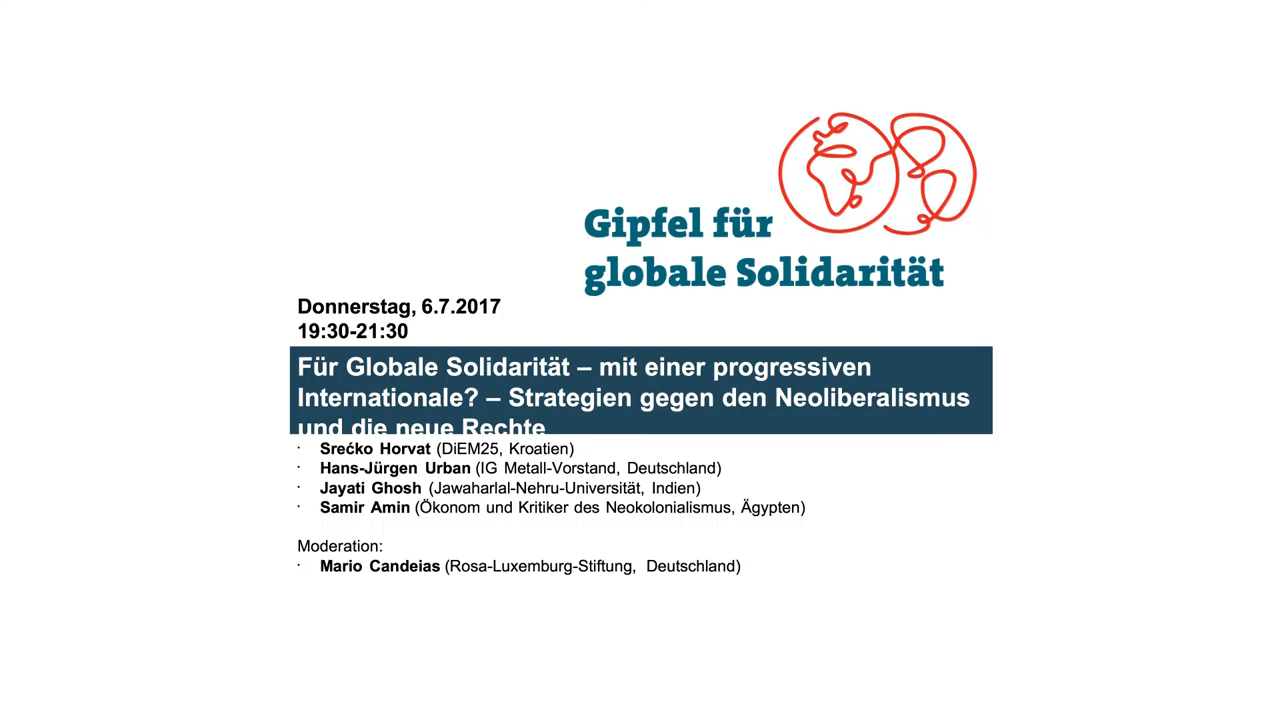 Gipfel für
globale Solidarität
Donnerstag, 6.7.2017
19:30-21:30
Für Globale Solidarität – mit einer progressiven
Internationale? – Strategien gegen den Neoliberalismus
und die neue Rechte
· Srećko Horvat (DiEM25, Kroatien)
· Hans-Jürgen Urban (IG Metall-Vorstand, Deutschland)
· Jayati Ghosh (Jawaharlal-Nehru-Universität, Indien)
· Samir Amin (Ökonom und Kritiker des Neokolonialismus, Ägypten)
Moderation:
· Mario Candeias (Rosa-Luxemburg-Stiftung, Deutschland)